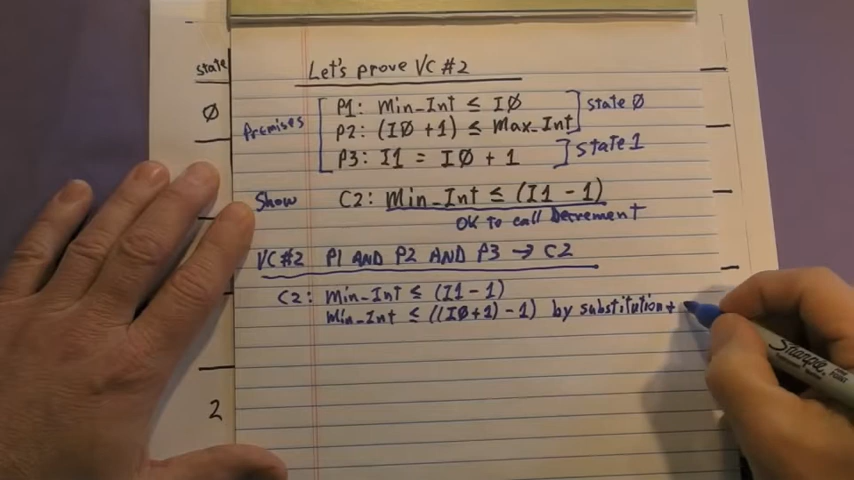 Let's prove VC #2
state
P1: Min_Int ≤ IØ
state Ø
Ø
Premises
P2: (IØ +1) ≤ Max_Int
P3: I1 = IØ + 1
State 1
Show
C2: Min_Int ≤ (I1 - 1)
OK to call Decrement
VC #2 P1 AND P2 AND P3 → C2
C2: Min_Int ≤ (I1 - 1)
Min_Int ≤ ((IØ+1) - 1) by substitution +
2
Sharpie